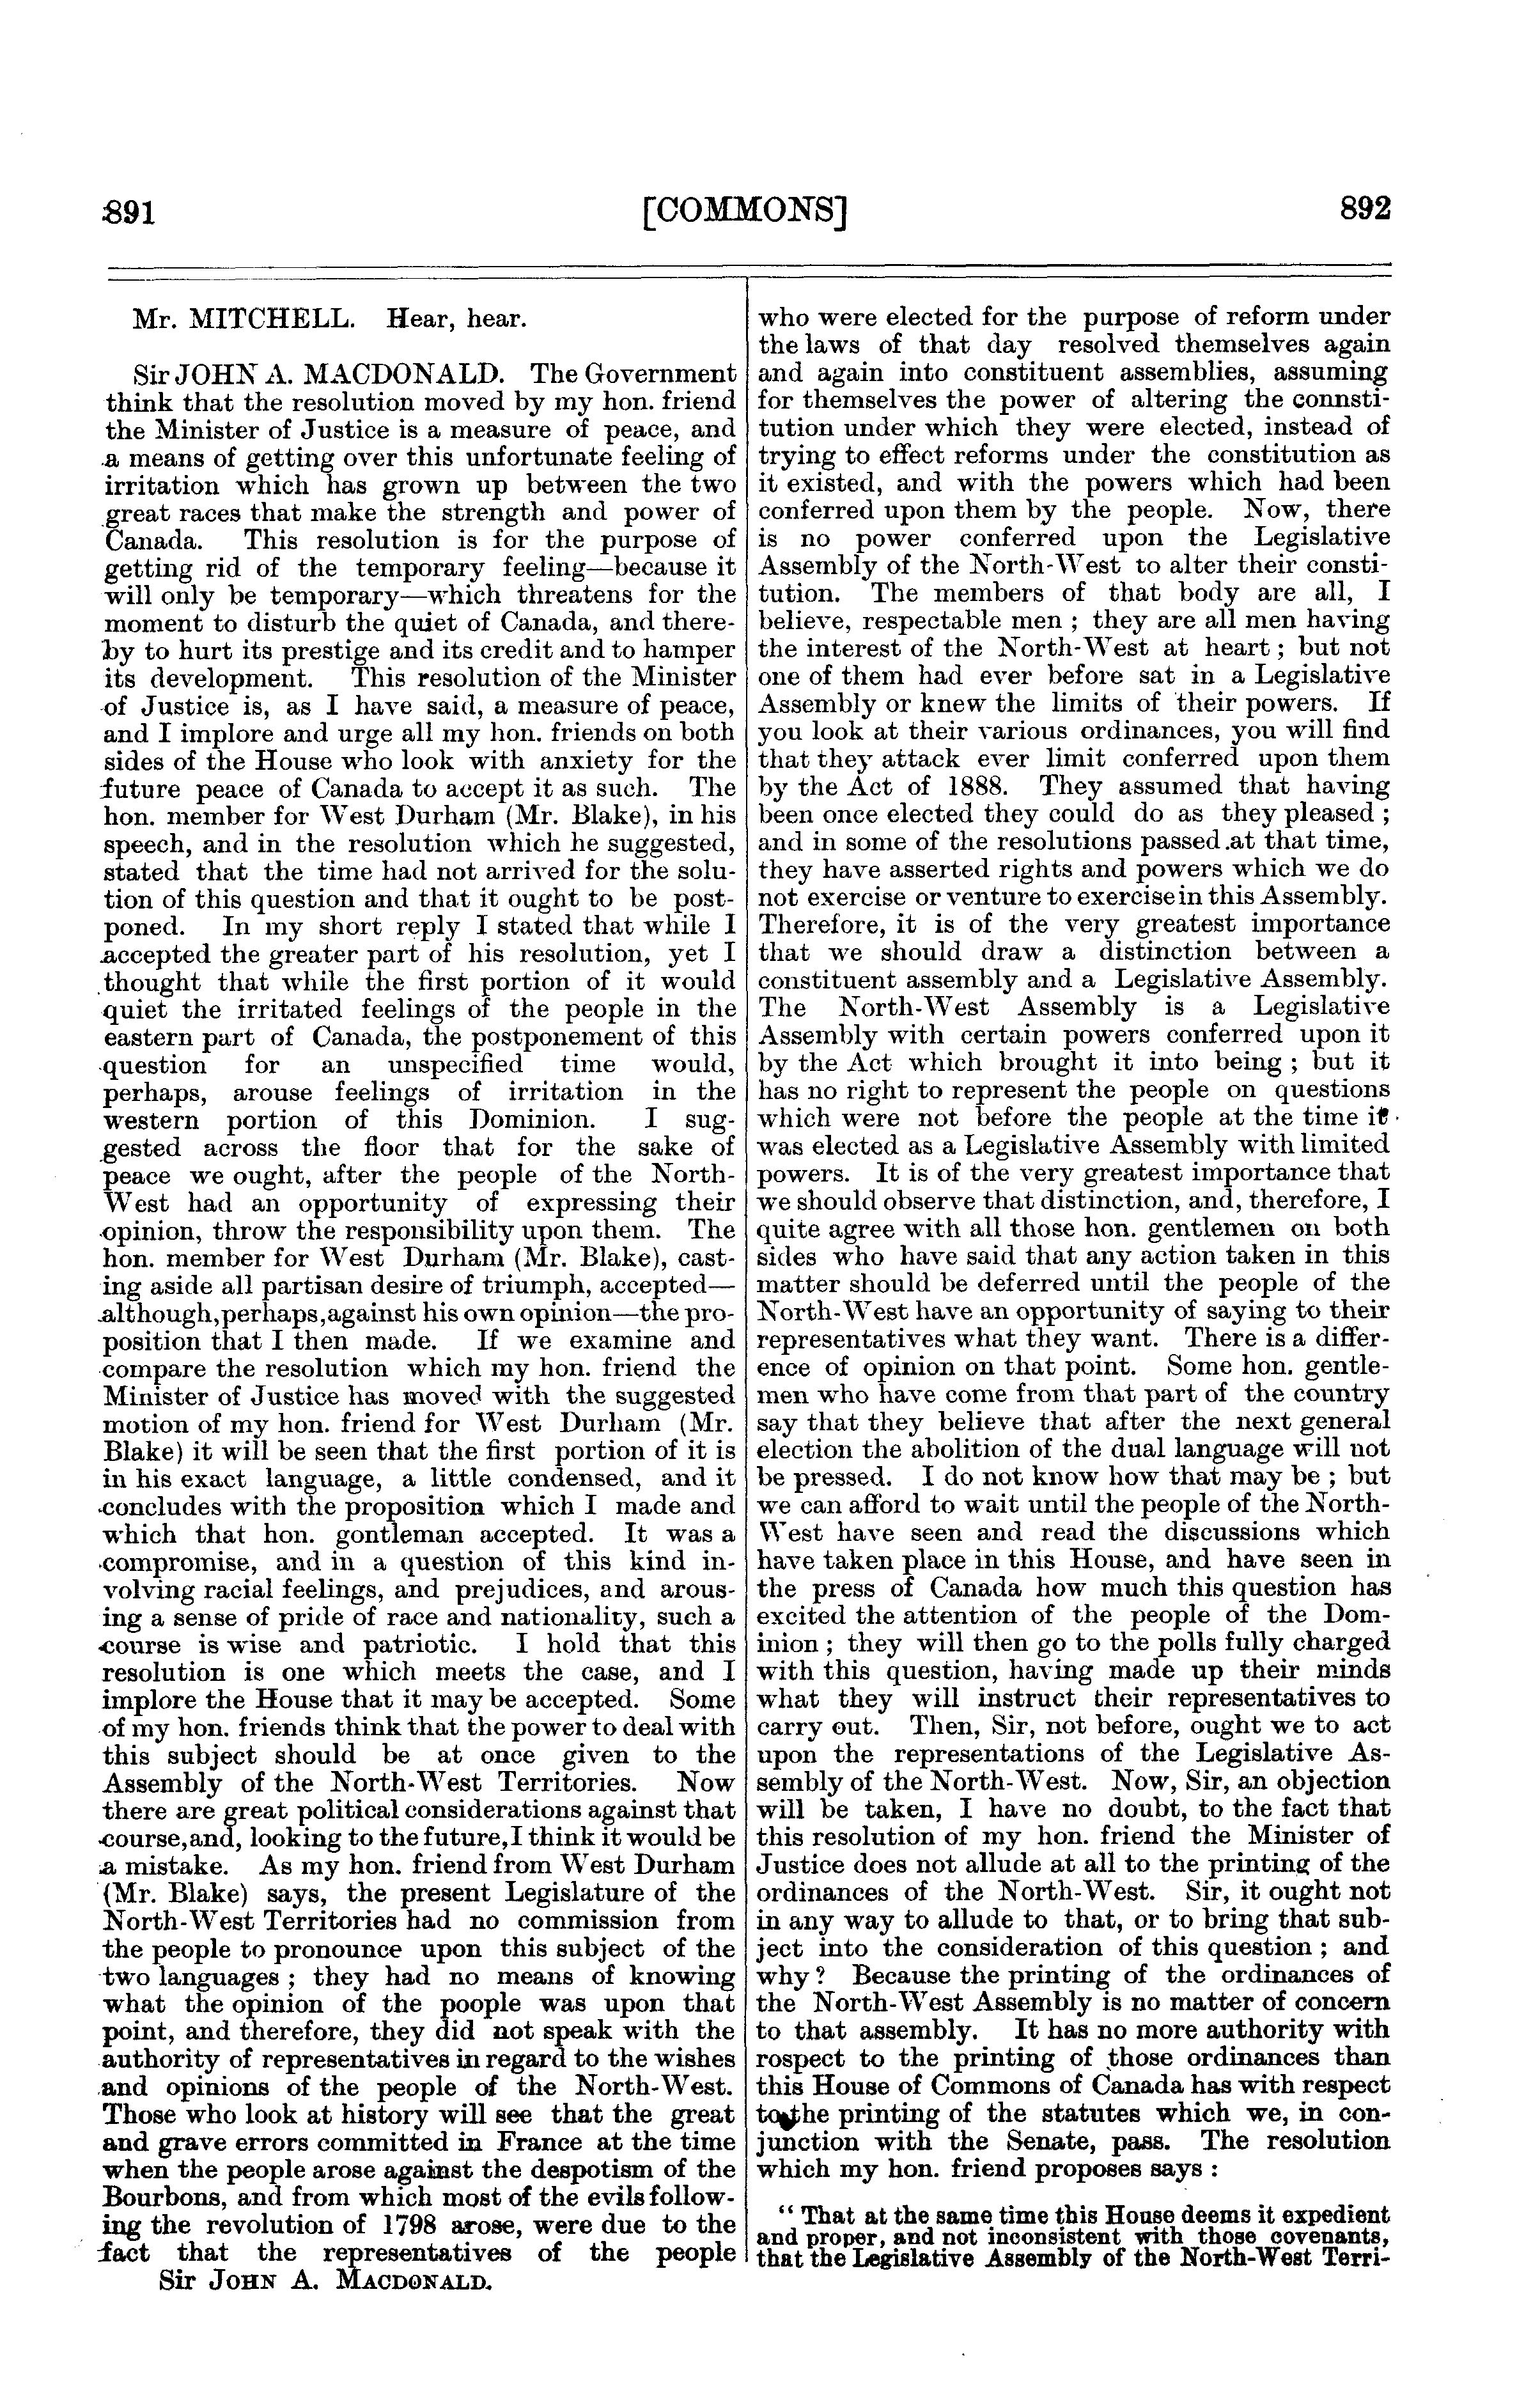 891
[COMMONS]
892
Mr. MITCHELL. Hear, hear.
Sir JOHN A. MACDONALD. The Government
think that the resolution moved by my hon. friend
the Minister of Justice is a measure of peace, and
a means of getting over this unfortunate feeling of
irritation which has grown up between the two
great races that make the strength and power of
Canada. This resolution is for the purpose of
getting rid of the temporary feeling—because it
will only be temporary—which threatens for the
moment to disturb the quiet of Canada, and there-
by to hurt its prestige and its credit and to hamper
its development. This resolution of the Minister
of Justice is, as I have said, a measure of peace,
and I implore and urge all my hon. friends on both
sides of the House who look with anxiety for the
future peace of Canada to accept it as such. The
hon. member for West Durham (Mr. Blake), in his
speech, and in the resolution which he suggested,
stated that the time had not arrived for the solu-
tion of this question and that it ought to be post-
poned. In my short reply I stated that while I
accepted the greater part of his resolution, yet I
thought that while the first portion of it would
quiet the irritated feelings of the people in the
eastern part of Canada, the postponement of this
question for an unspecified time would,
perhaps, arouse feelings of irritation in the
western portion of this Dominion. I sug-
gested across the floor that for the sake of
peace we ought, after the people of the North-
West had an opportunity of expressing their
opinion, throw the responsibility upon them. The
hon. member for West Durham (Mr. Blake), cast-
ing aside all partisan desire of triumph, accepted—
although, perhaps, against his own opinion—the pro-
position that I then made. If we examine and
compare the resolution which my hon. friend the
Minister of Justice has moved with the suggested
motion of my hon. friend for West Durham (Mr.
Blake) it will be seen that the first portion of it is
in his exact language, a little condensed, and it
concludes with the proposition which I made and
which that hon. gontleman accepted. It was a
compromise, and in a question of this kind in-
volving racial feelings, and prejudices, and arous-
ing a sense of pride of race and nationality, such a
course is wise and patriotic. I hold that this
resolution is one which meets the case, and I
implore the House that it may be accepted. Some
of my hon. friends think that the power to deal with
this subject should be at once given to the
Assembly of the North-West Territories. Now
there are great political considerations against that
course, and, looking to the future, I think it would be
a mistake. As my hon. friend from West Durham
(Mr. Blake) says, the present Legislature of the
North-West Territories had no commission from
the people to pronounce upon this subject of the
two languages ; they had no means of knowing
what the opinion of the poople was upon that
point, and therefore, they did not speak with the
authority of representatives in regard to the wishes
and opinions of the people of the North-West.
Those who look at history will see that the great
and grave errors committed in France at the time
when the people arose against the despotism of the
Bourbons, and from which most of the evils follow-
ing the revolution of 1798 arose, were due to the
fact that the representatives of the people
Sir JOHN A. MACDONALD.
who were elected for the purpose of reform under
the laws of that day resolved themselves again
and again into constituent assemblies, assuming
for themselves the power of altering the connsti-
tution under which they were elected, instead of
trying to effect reforms under the constitution as
it existed, and with the powers which had been
conferred upon them by the people. Now, there
is no power conferred upon the Legislative
Assembly of the North-West to alter their consti-
tution. The members of that body are all, I
believe, respectable men ; they are all men having
the interest of the North-West at heart ; but not
one of them had ever before sat in a Legislative
Assembly or knew the limits of their powers. If
you look at their various ordinances, you will find
that they attack ever limit conferred upon them
by the Act of 1888. They assumed that having
been once elected they could do as they pleased ;
and in some of the resolutions passed at that time,
they have asserted rights and powers which we do
not exercise or venture to exercise in this Assembly.
Therefore, it is of the very greatest importance
that we should draw a distinction between a
constituent assembly and a Legislative Assembly.
The North-West Assembly is a Legislative
Assembly with certain powers conferred upon it
by the Act which brought it into being ; but it
has no right to represent the people on questions
which were not before the people at the time it
was elected as a Legislative Assembly with limited
powers. It is of the very greatest importance that
we should observe that distinction, and, therefore, I
quite agree with all those hon. gentlemen on both
sides who have said that any action taken in this
matter should be deferred until the people of the
North-West have an opportunity of saying to their
representatives what they want. There is a differ-
ence of opinion on that point. Some hon. gentle-
men who have come from that part of the country
say that they believe that after the next general
election the abolition of the dual language will not
be pressed. I do not know how that may be ; but
we can afford to wait until the people of the North-
West have seen and read the discussions which
have taken place in this House, and have seen in
the press of Canada how much this question has
excited the attention of the people of the Dom-
inion ; they will then go to the polls fully charged
with this question, having made up their minds
what they will instruct their representatives to
carry out. Then, Sir, not before, ought we to act
upon the representations of the Legislative As-
sembly of the North-West. Now, Sir, an objection
will be taken, I have no doubt, to the fact that
this resolution of my hon. friend the Minister of
Justice does not allude at all to the printing of the
ordinances of the North-West. Sir, it ought not
in any way to allude to that, or to bring that sub-
ject into the consideration of this question ; and
why ? Because the printing of the ordinances of
the North-West Assembly is no matter of concern
to that assembly. It has no more authority with
rospect to the printing of those ordinances than
this House of Commons of Canada has with respect
to the printing of the statutes which we, in con-
junction with the Senate, pass. The resolution
which my hon. friend proposes says :
" That at the same time this House deems it expedient
and proper, and not inconsistent with those covenants,
that the Legislative Assembly of the North-West Terri-